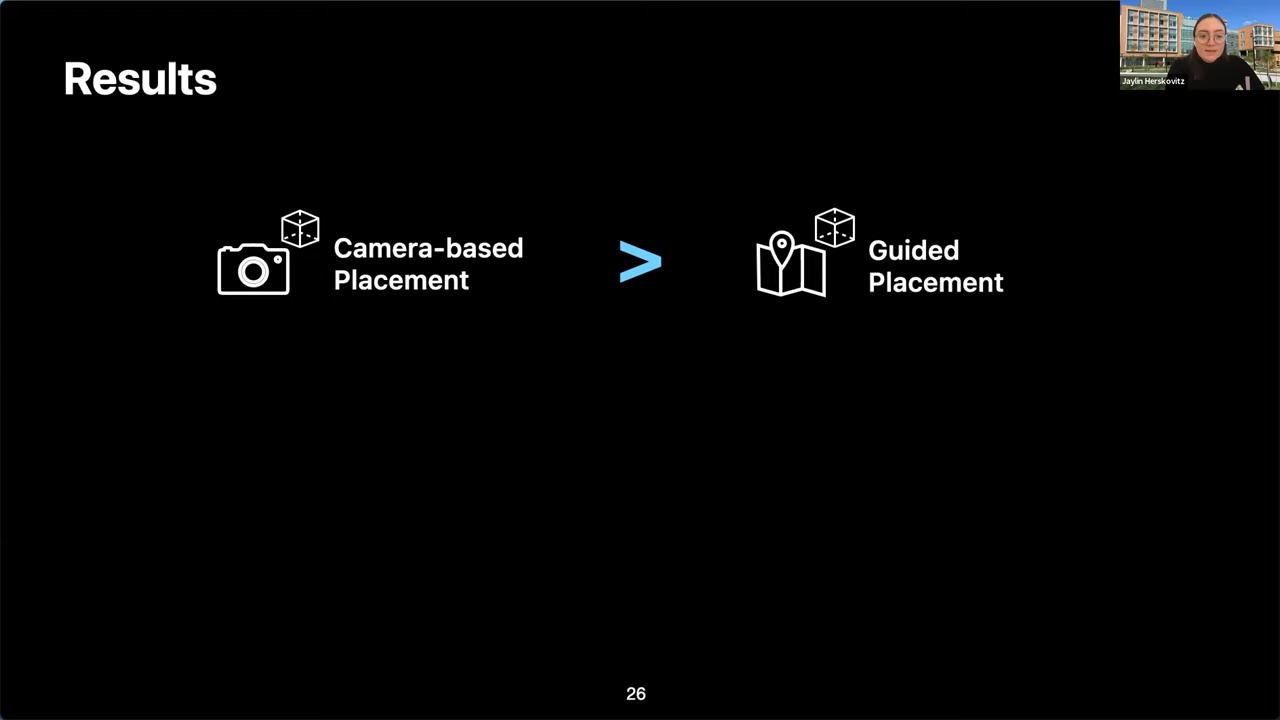 Results
Jaylin Herskovitz
Camera-based
Placement
>
Guided
Placement
26